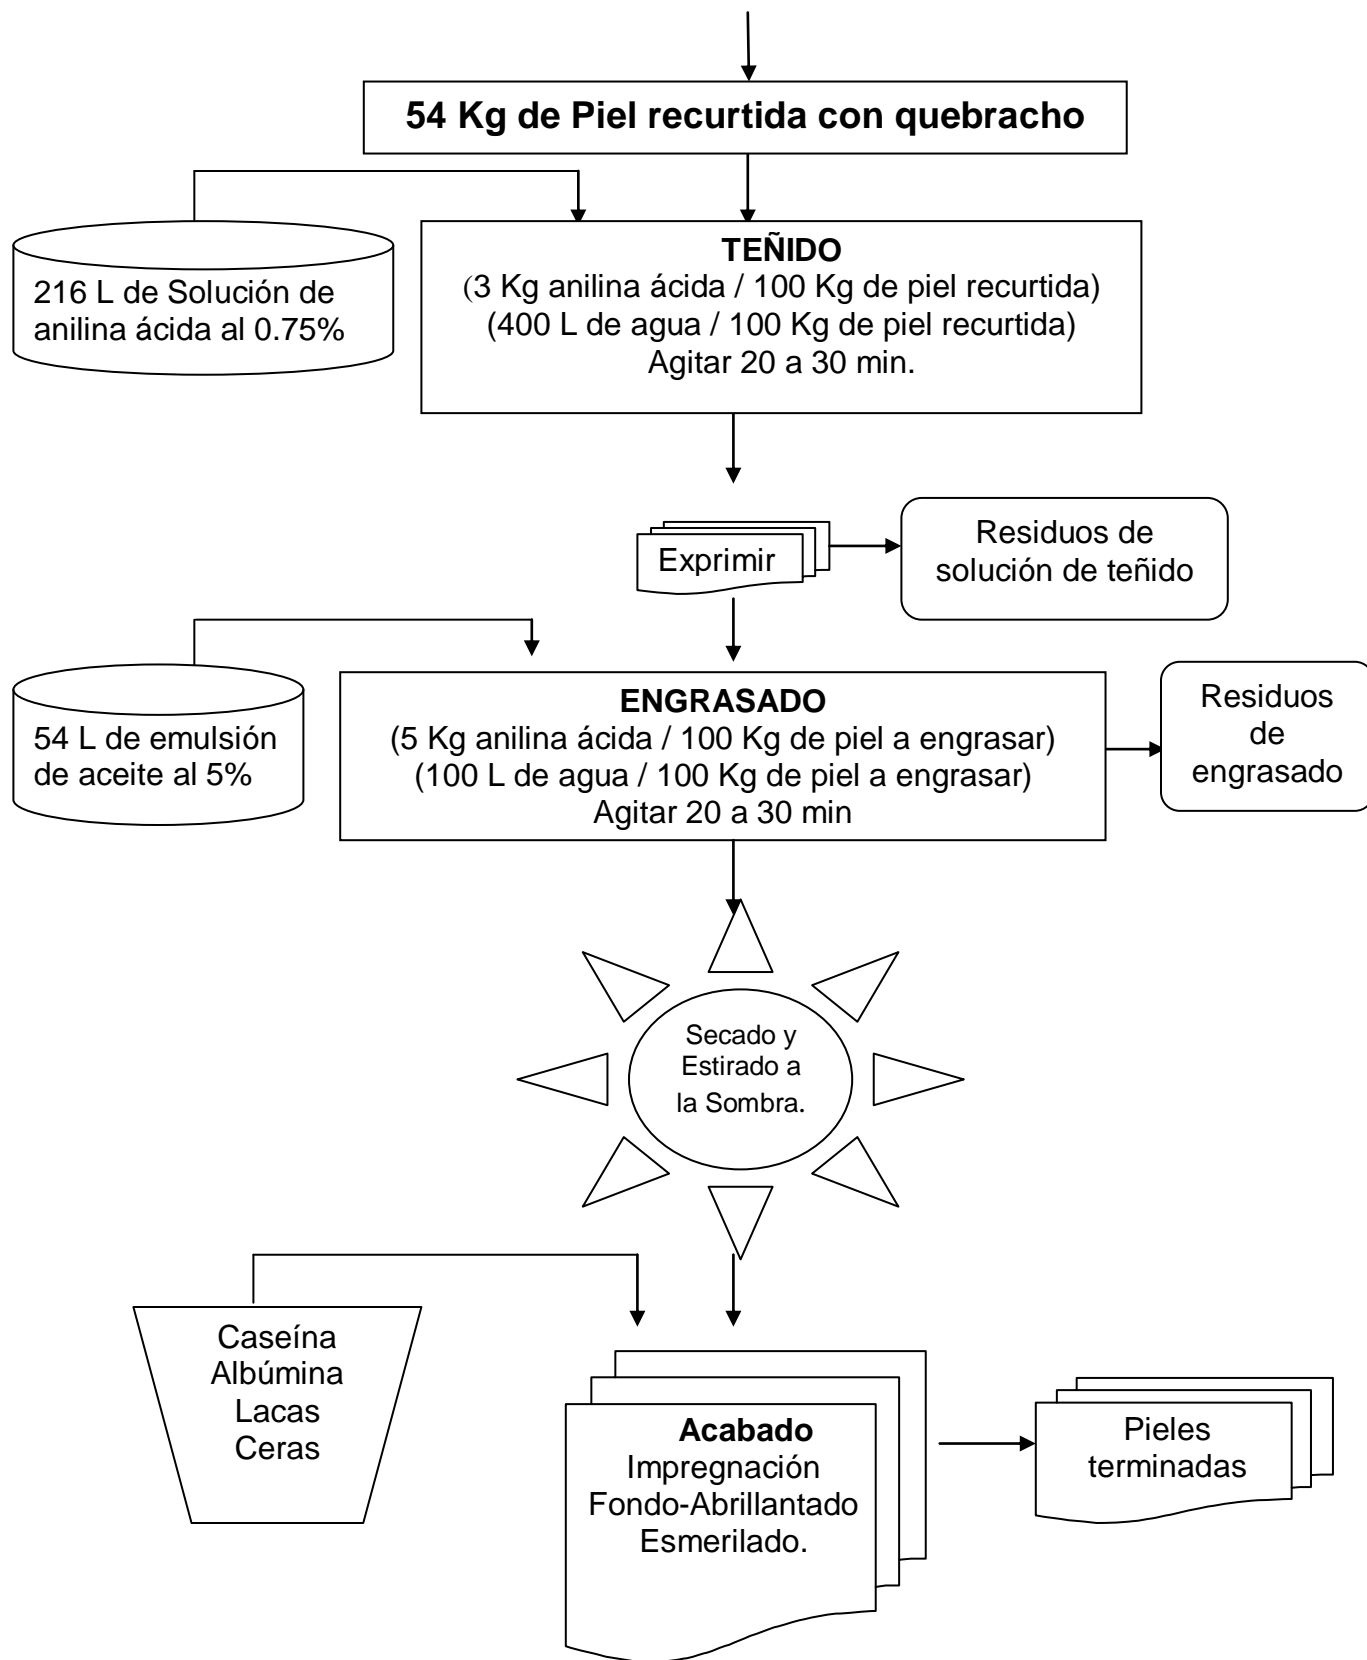 54 Kg de Piel recurtida con quebracho
216 L de Solución de
anilina ácida al 0.75%
TEÑIDO
(3 Kg anilina ácida / 100 Kg de piel recurtida)
(400 L de agua / 100 Kg de piel recurtida)
Agitar 20 a 30 min.
Exprimir
Residuos de
solución de teñido
54 L de emulsión
de aceite al 5%
ENGRASADO
(5 Kg anilina ácida / 100 Kg de piel a engrasar)
(100 L de agua / 100 Kg de piel a engrasar)
Agitar 20 a 30 min
Residuos
de
engrasado
Secado y
Estirado a
la Sombra.
Caseína
Albúmina
Lacas
Ceras
Acabado
Impregnación
Fondo-Abrillantado
Esmerilado.
Pieles
terminadas